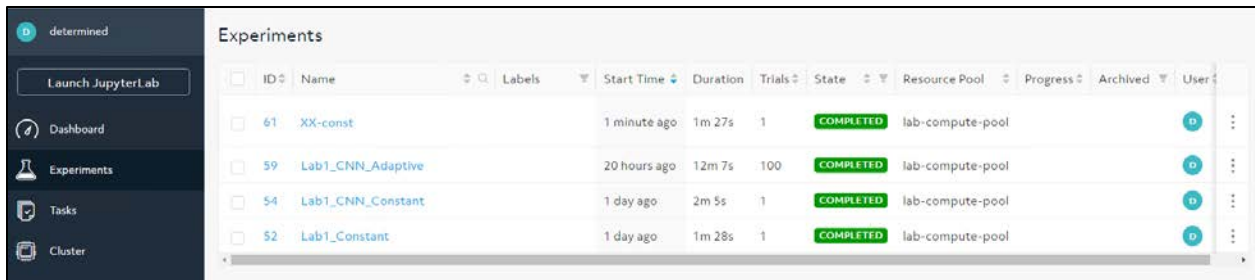 D determined
Experiments
Launch JupyterLab
ID Name Labels Start Time Duration Trials State Resource Pool Progress Archived User
Dashboard
61 XX-const 1 minute ago 1m 27s 1 COMPLETED lab-compute-pool D
Experiments
59 Lab1_CNN_Adaptive 20 hours ago 12m 7s 100 COMPLETED lab-compute-pool D
Tasks
54 Lab1_CNN_Constant 1 day ago 2m 5s 1 COMPLETED lab-compute-pool D
Cluster
52 Lab1_Constant 1 day ago 1m 28s 1 COMPLETED lab-compute-pool D